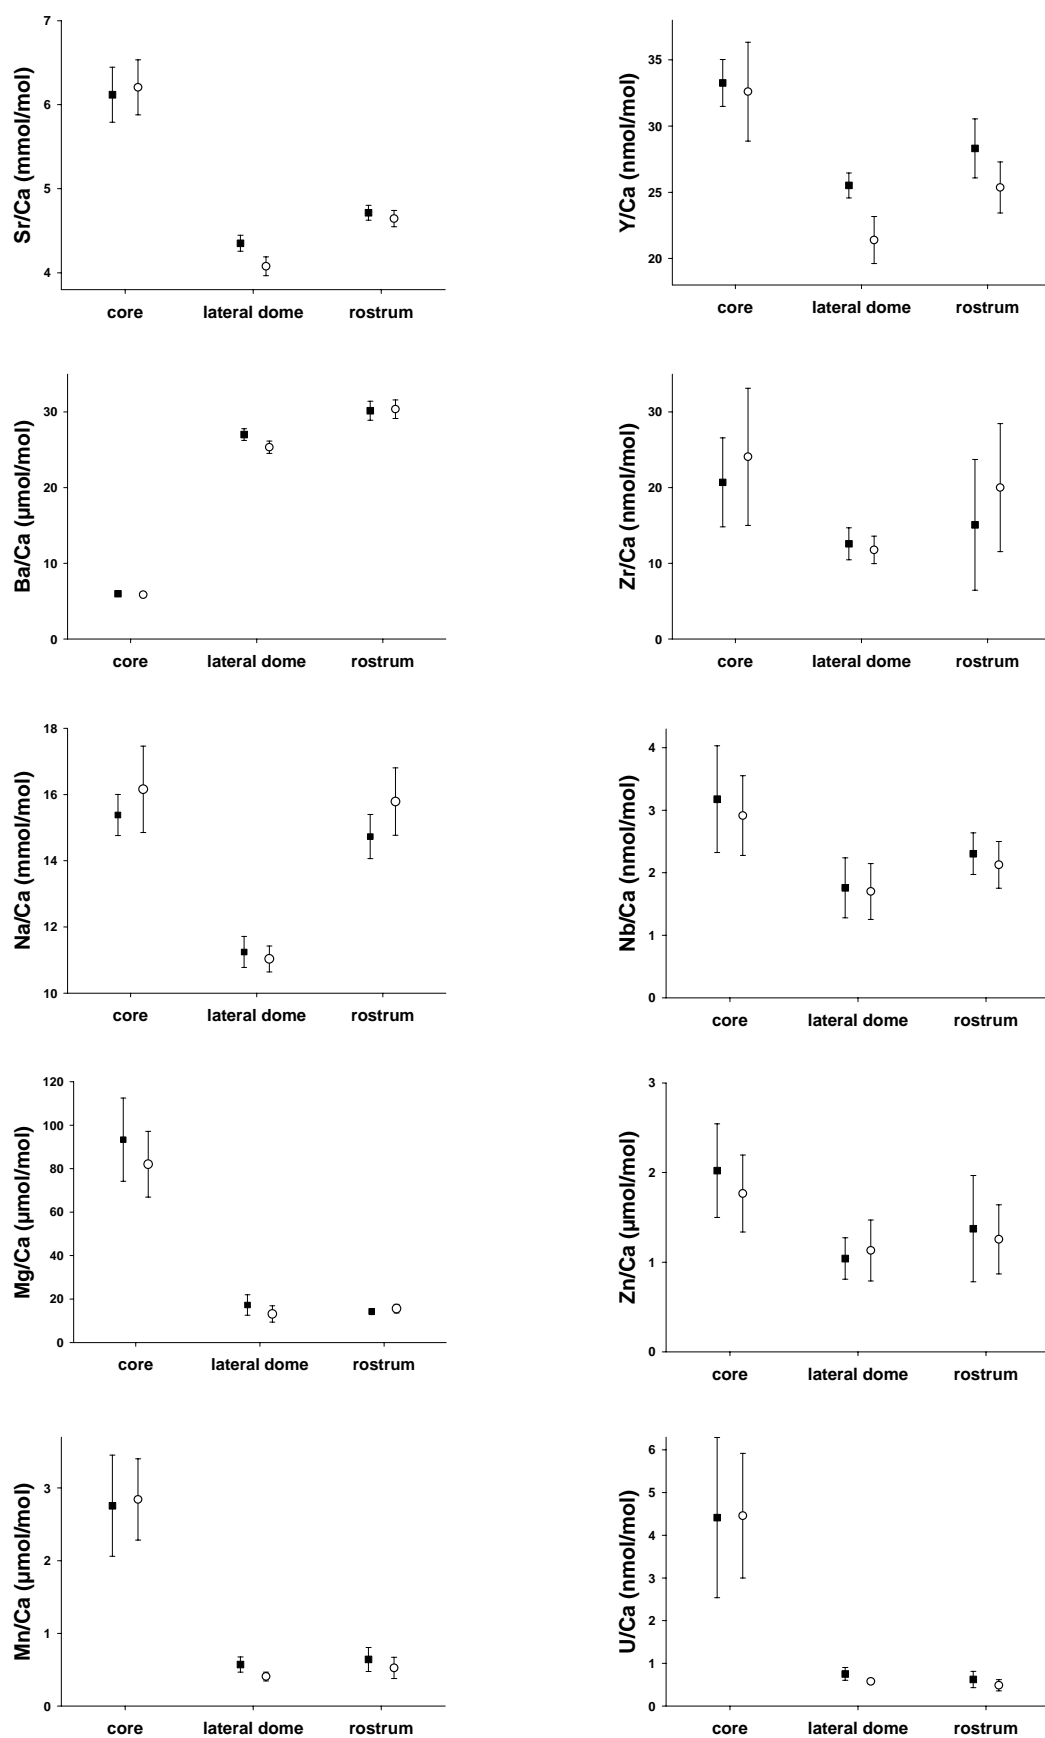 Sr/Ca (mmol/mol)
7
6
5
4
core lateral dome rostrum
Y/Ca (nmol/mol)
35
30
25
20
core lateral dome rostrum
Ba/Ca (µmol/mol)
30
20
10
0
core lateral dome rostrum
Zr/Ca (nmol/mol)
30
20
10
0
core lateral dome rostrum
Na/Ca (mmol/mol)
18
16
14
12
10
core lateral dome rostrum
Nb/Ca (nmol/mol)
4
3
2
1
0
core lateral dome rostrum
Mg/Ca (µmol/mol)
120
100
80
60
40
20
0
core lateral dome rostrum
Zn/Ca (µmol/mol)
3
2
1
0
core lateral dome rostrum
Mn/Ca (µmol/mol)
3
2
1
0
core lateral dome rostrum
U/Ca (nmol/mol)
6
5
4
3
2
1
0
core lateral dome rostrum